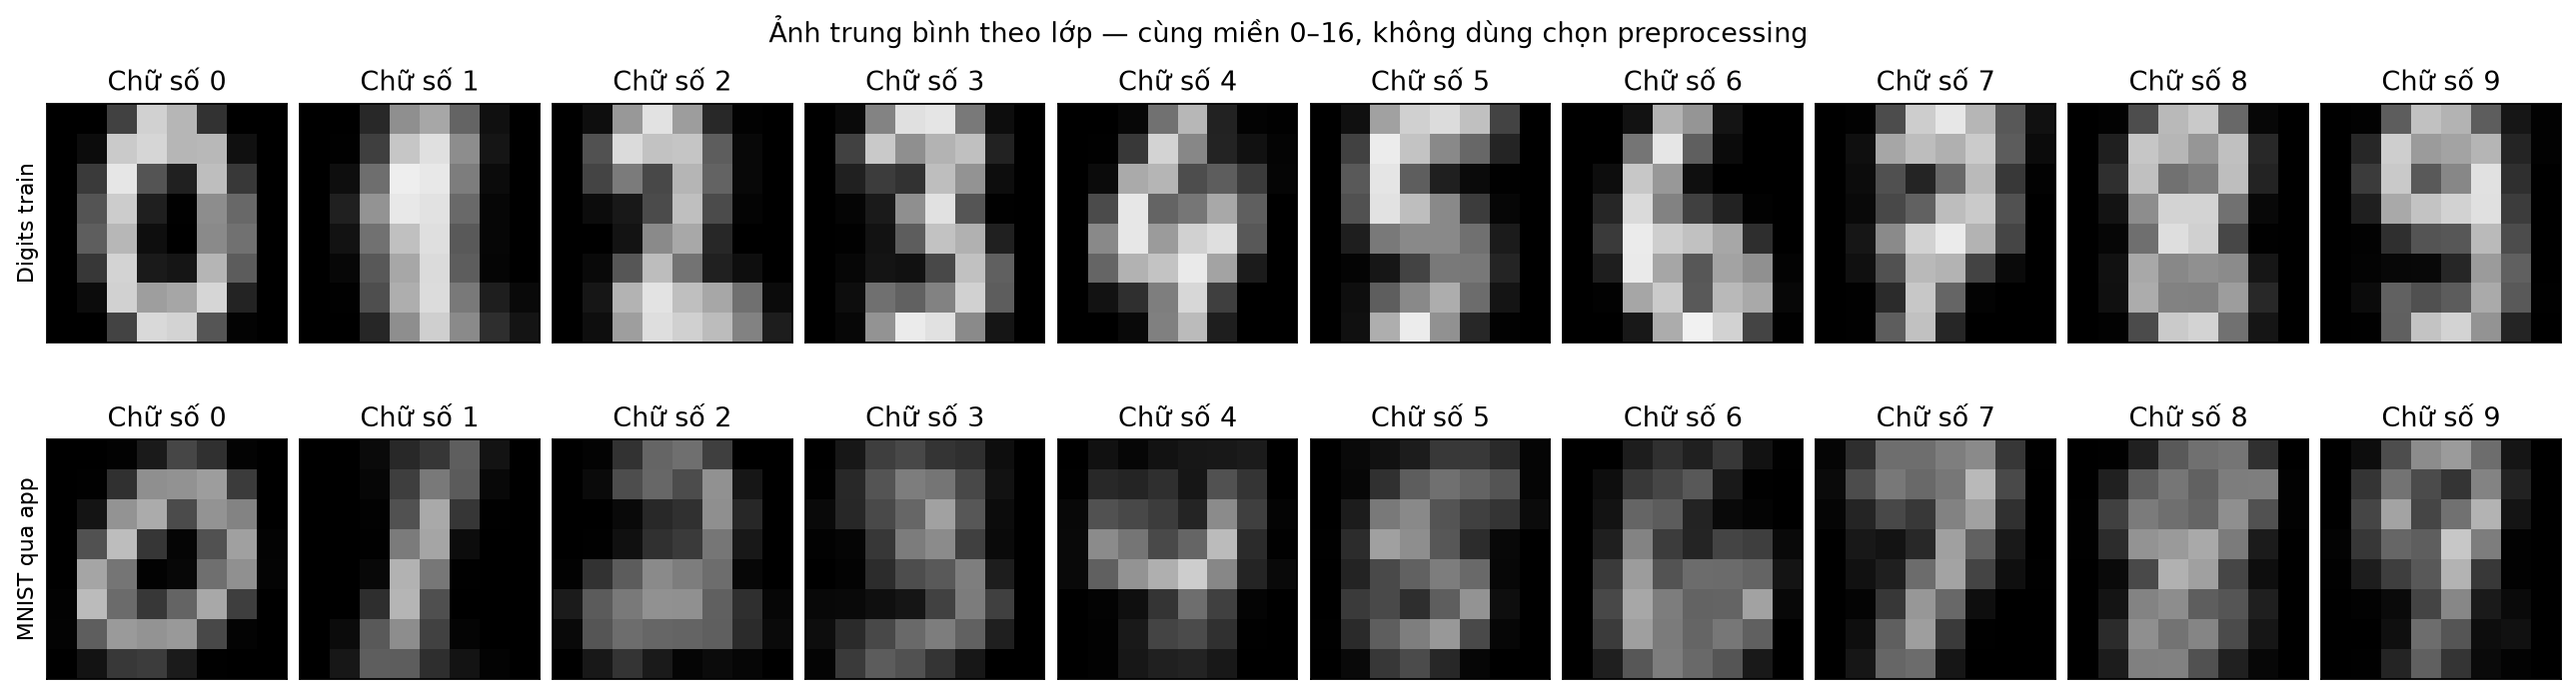 Ảnh trung bình theo lớp — cùng miền 0–16, không dùng chọn preprocessing
Chữ số 0 Chữ số 1 Chữ số 2 Chữ số 3 Chữ số 4 Chữ số 5 Chữ số 6 Chữ số 7 Chữ số 8 Chữ số 9
Digits train
Chữ số 0 Chữ số 1 Chữ số 2 Chữ số 3 Chữ số 4 Chữ số 5 Chữ số 6 Chữ số 7 Chữ số 8 Chữ số 9
MNIST qua app